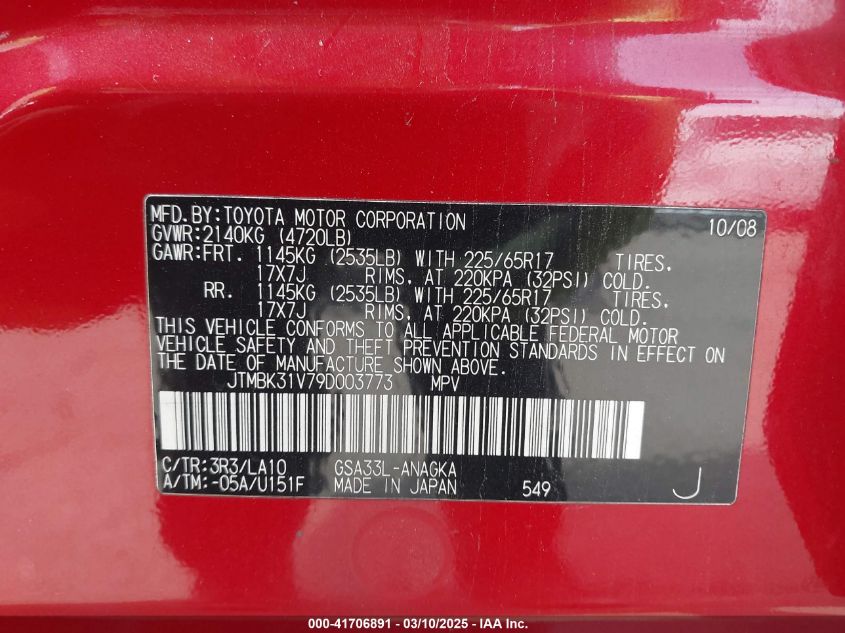 MFD.BY:TOYOTA MOTOR CORPORATION 10/08
GVWR:2140KG (4720LB)
GAWR:FRT. 1145KG (2535LB) WITH 225/65R17 TIRES,
17X7J RIMS, AT 220KPA (32PSI) COLD.
RR. 1145KG (2535LB) WITH 225/65R17 TIRES,
17X7J RIMS, AT 220KPA (32PSI) COLD.
THIS VEHICLE CONFORMS TO ALL APPLICABLE FEDERAL MOTOR
VEHICLE SAFETY AND THEFT PREVENTION STANDARDS IN EFFECT ON
THE DATE OF MANUFACTURE SHOWN ABOVE.
JTMBK31V79D003773 MPV
C/TR:3R3/LA10 GSA33L-ANAGKA
A/TM:-05A/U151F MADE IN JAPAN 549 J
000-41706891 - 03/10/2025 - IAA Inc.